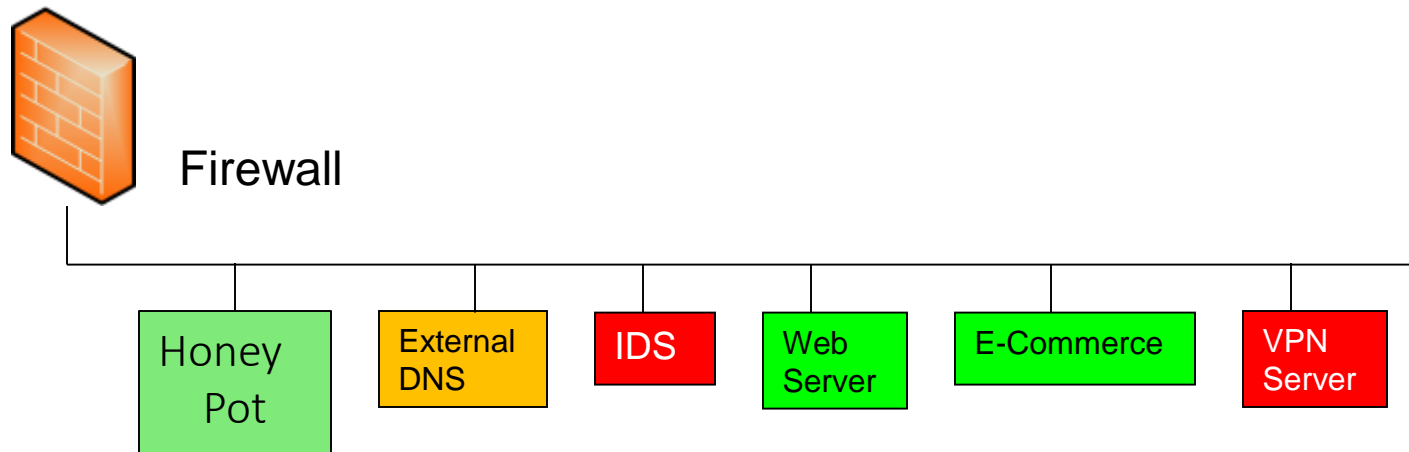 Firewall
Honey
Pot
External
DNS
IDS
Web
Server
E-Commerce
VPN
Server